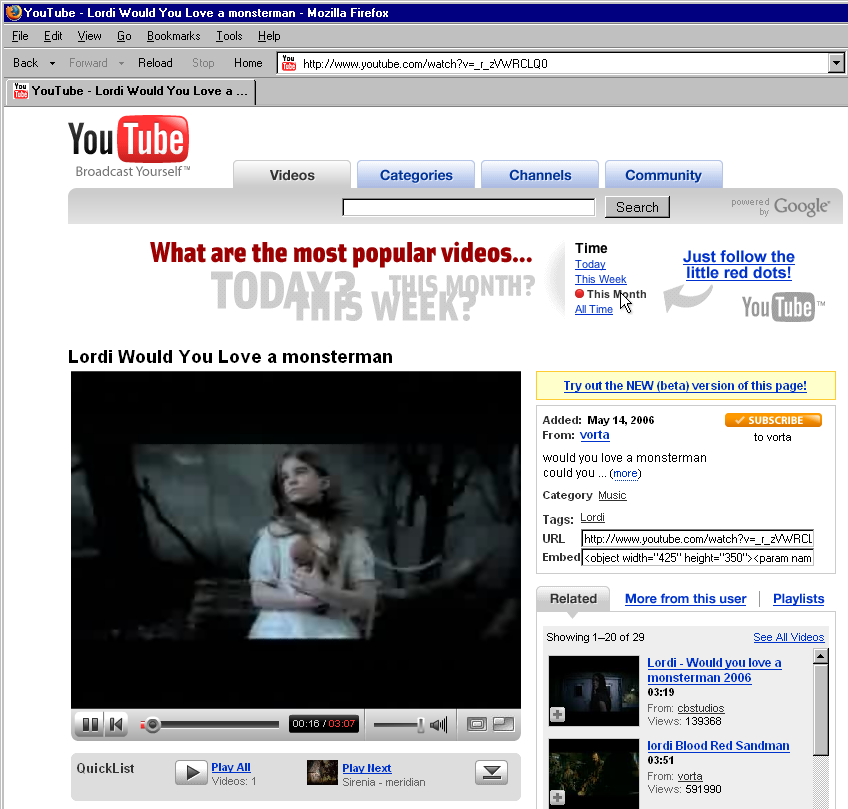 YouTube - Lordi Would You Love a monsterman - Mozilla Firefox
File Edit View Go Bookmarks Tools Help
Back Forward Reload Stop Home http://www.youtube.com/watch?v=_r_zVWRCLQ0
YouTube - Lordi Would You Love a ...
YouTube
Broadcast Yourself™
Videos Categories Channels Community
Search
powered by Google™
What are the most popular videos...
TODAY?
THIS MONTH?
THIS WEEK?
Time
Today
This Week
This Month
All Time
Just follow the
little red dots!
YouTube™
Lordi Would You Love a monsterman
Try out the NEW (beta) version of this page!
Added: May 14, 2006
From: vorta
SUBSCRIBE
to vorta
would you love a monsterman
could you ... (more)
Category Music
Tags: Lordi
URL http://www.youtube.com/watch?v=_r_zVWRCL
Embed <object width="425" height="350"><param nam
Related More from this user Playlists
Showing 1-20 of 29 See All Videos
Lordi - Would you love a
monsterman 2006
03:19
From: cbstudios
Views: 139368
lordi Blood Red Sandman
03:51
From: vorta
Views: 591990
00:16 / 03:07
QuickList
Play All
Videos: 1
Play Next
Sirenia - meridian